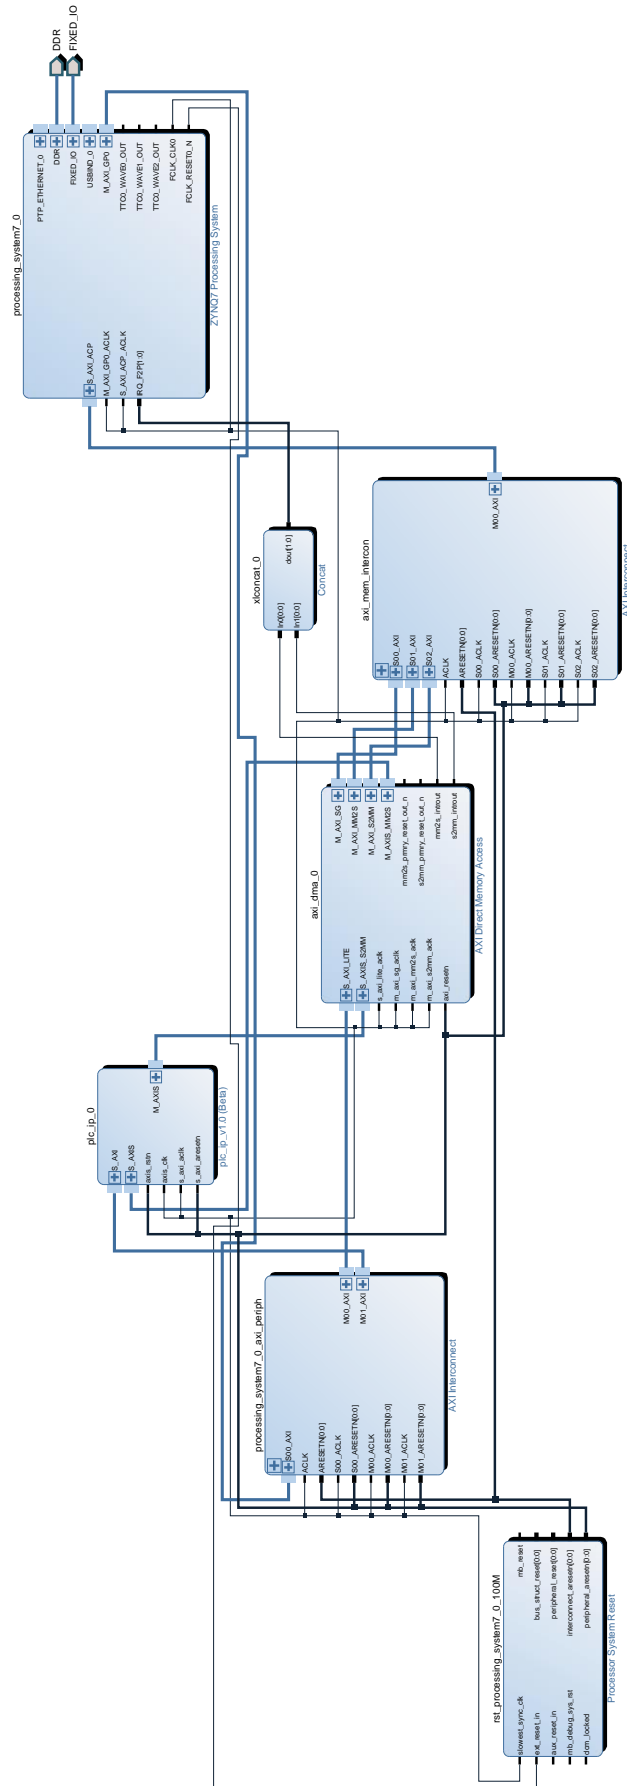 DDR
FIXED_IO
processing_system7_0
PTP_ETHERNET_0
DDR
FIXED_IO
USBIND_0
M_AXI_GP0
TTC0_WAVE0_OUT
TTC0_WAVE1_OUT
TTC0_WAVE2_OUT
FCLK_CLK0
FCLK_RESET0_N
S_AXI_ACP
M_AXI_GP0_ACLK
S_AXI_ACP_ACLK
IRQ_F2P[1:0]
ZYNQ7 Processing System
xlconcat_0
In0[0:0]
In1[0:0]
dout[1:0]
Concat
axi_mem_intercon
M00_AXI
S00_AXI
S01_AXI
S02_AXI
ACLK
ARESETN[0:0]
S00_ACLK
S00_ARESETN[0:0]
M00_ACLK
M00_ARESETN[0:0]
S01_ACLK
S01_ARESETN[0:0]
S02_ACLK
S02_ARESETN[0:0]
AXI Interconnect
axi_dma_0
M_AXI_SG
M_AXI_MM2S
M_AXI_S2MM
M_AXIS_MM2S
mm2s_prmry_reset_out_n
s2mm_prmry_reset_out_n
mm2s_introut
s2mm_introut
S_AXI_LITE
S_AXIS_S2MM
s_axi_lite_aclk
m_axi_sg_aclk
m_axi_mm2s_aclk
m_axi_s2mm_aclk
axi_resetn
AXI Direct Memory Access
plc_ip_0
M_AXIS
S_AXI
S_AXIS
axis_rstn
axis_clk
s_axi_aclk
s_axi_aresetn
plc_ip_v1.0 (Beta)
processing_system7_0_axi_periph
M00_AXI
M01_AXI
S00_AXI
ACLK
ARESETN[0:0]
S00_ACLK
S00_ARESETN[0:0]
M00_ACLK
M00_ARESETN[0:0]
M01_ACLK
M01_ARESETN[0:0]
AXI Interconnect
rst_processing_system7_0_100M
mb_reset
bus_struct_reset[0:0]
peripheral_reset[0:0]
interconnect_aresetn[0:0]
peripheral_aresetn[0:0]
slowest_sync_clk
ext_reset_in
aux_reset_in
mb_debug_sys_rst
dcm_locked
Processor System Reset